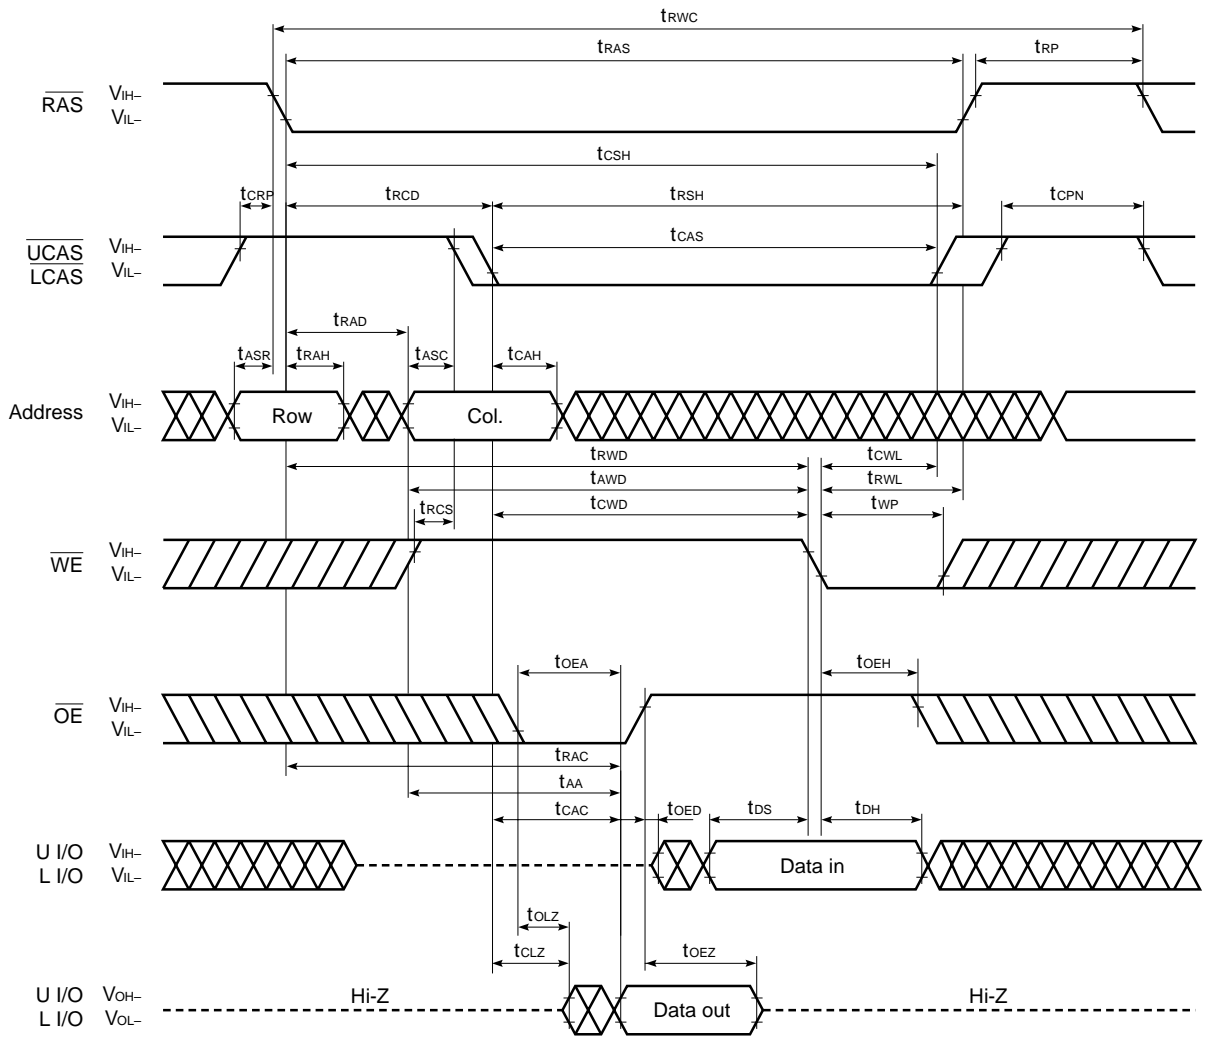 tRWC
tRAS
tRP
RAS VIH–
VIL–
tCSH
tCRP tRCD tRSH tCPN
tCAS
UCAS VIH–
LCAS VIL–
tRAD
tASR tRAH tASC tCAH
Address VIH–
VIL–
Row Col.
tRWD tCWL
tAWD tRWL
tRCS tCWD tWP
WE VIH–
VIL–
tOEA tOEH
OE VIH–
VIL–
tRAC
tAA
tCAC tOED tDS tDH
U I/O VIH–
L I/O VIL–
Data in
tOLZ
tCLZ tOEZ
U I/O VOH–
L I/O VOL–
Hi-Z Data out Hi-Z